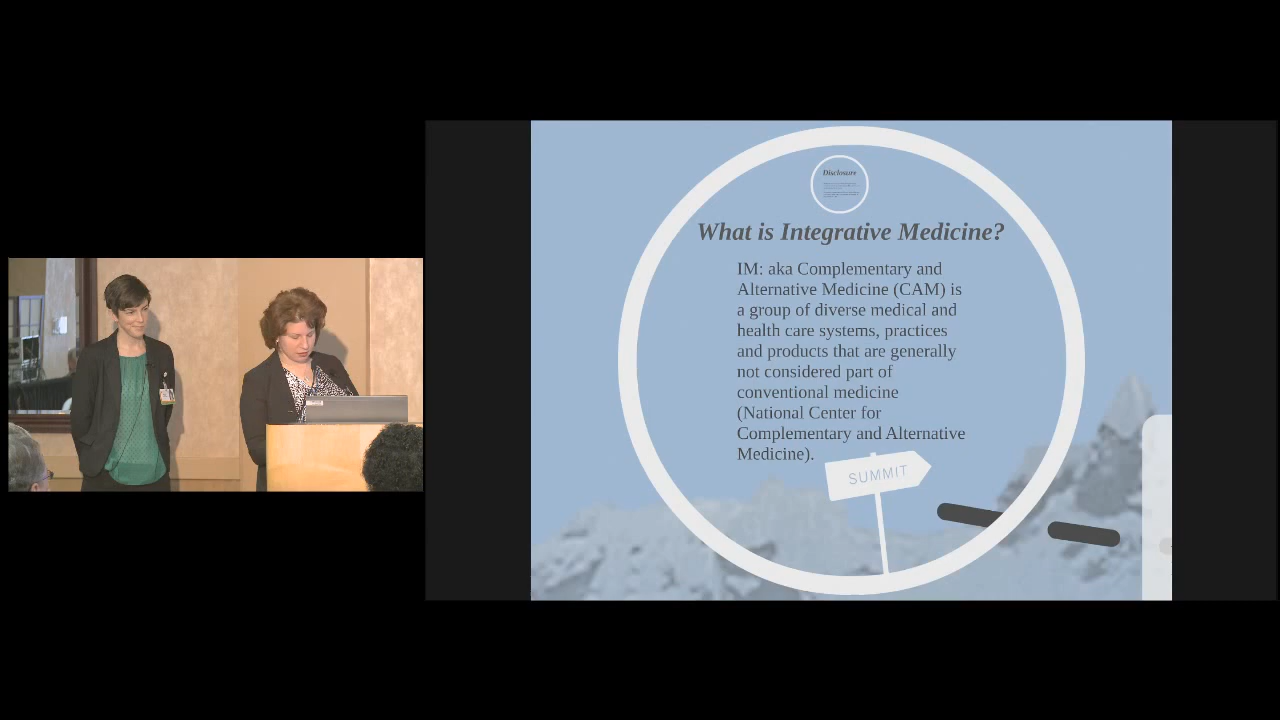 Disclosure
What is Integrative Medicine?
IM: aka Complementary and
Alternative Medicine (CAM) is
a group of diverse medical and
health care systems, practices
and products that are generally
not considered part of
conventional medicine
(National Center for
Complementary and Alternative
Medicine).
SUMMIT